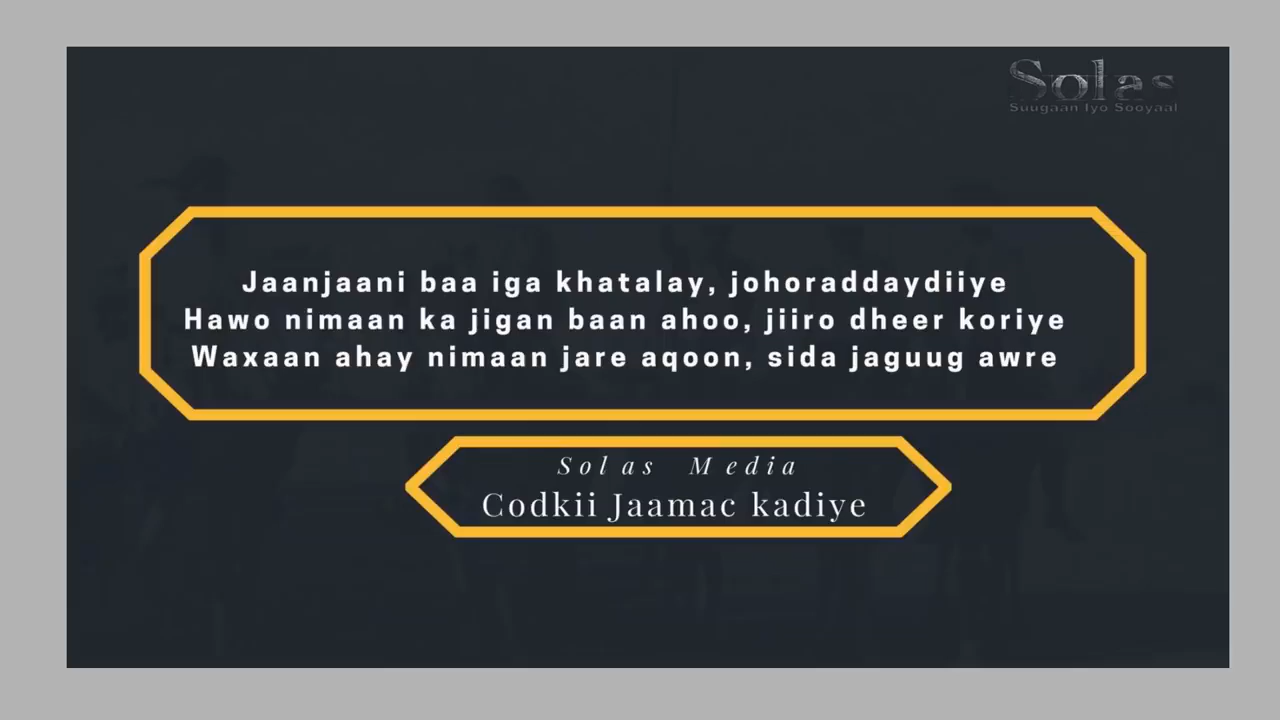 Solas
Suugaan Iyo Sooyaal
Jaanjaani baa iga khatalay, johoraddaydiiye
Hawo nimaan ka jigan baan ahoo, jiiro dheer koriye
Waxaan ahay nimaan jare aqoon, sida jaguug awre
Solas Media
Codkii Jaamac kadiye